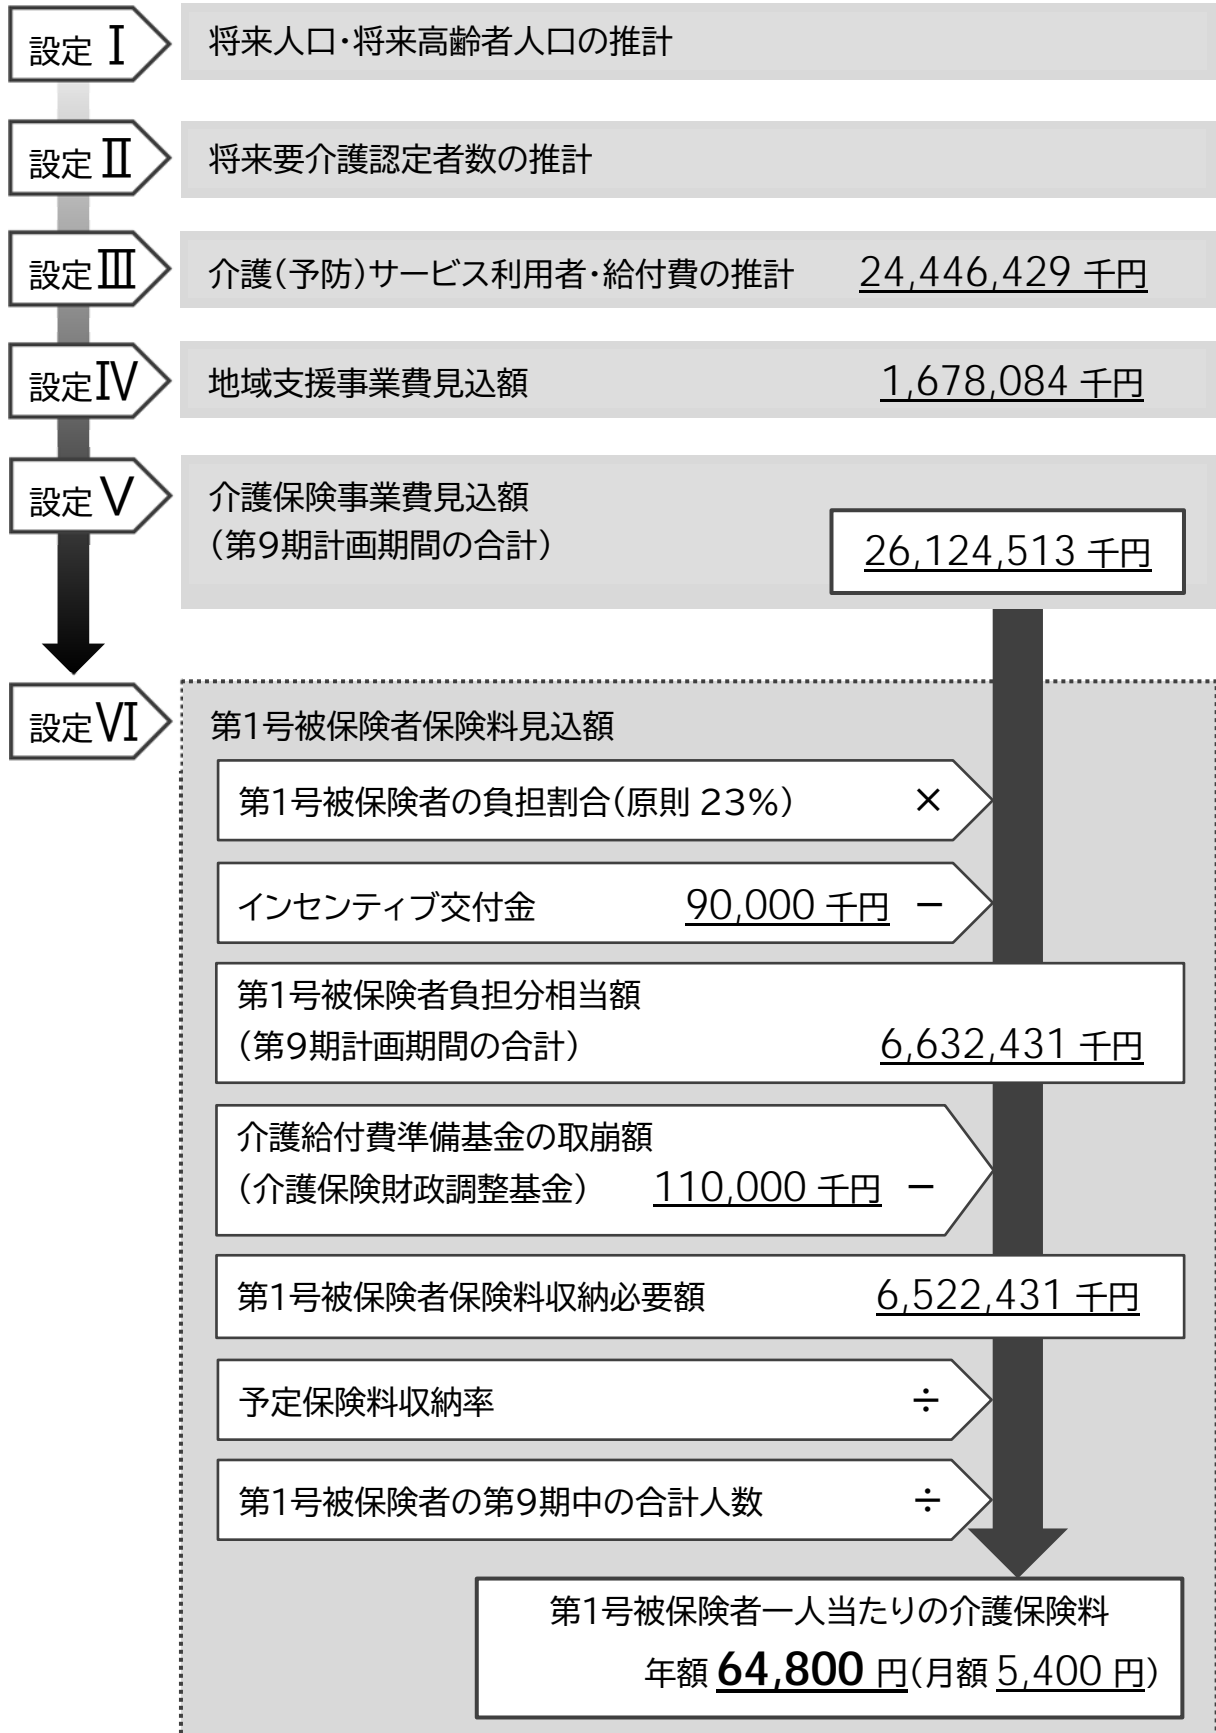 設定 Ⅰ
将来人口・将来高齢者人口の推計
設定 Ⅱ
将来要介護認定者数の推計
設定Ⅲ
介護(予防)サービス利用者・給付費の推計 24,446,429 千円
設定Ⅳ
地域支援事業費見込額 1,678,084 千円
設定 Ⅴ
介護保険事業費見込額
(第9期計画期間の合計)
26,124,513 千円
設定Ⅵ
第1号被保険者保険料見込額
第1号被保険者の負担割合(原則 23%) ×
インセンティブ交付金 90,000 千円 −
第1号被保険者負担分相当額
(第9期計画期間の合計) 6,632,431 千円
介護給付費準備基金の取崩額
(介護保険財政調整基金) 110,000 千円 −
第1号被保険者保険料収納必要額 6,522,431 千円
予定保険料収納率 ÷
第1号被保険者の第9期中の合計人数 ÷
第1号被保険者一人当たりの介護保険料
年額 64,800 円(月額 5,400 円)